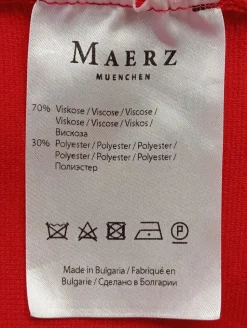 MAERZ
MUENCHEN
70% Viskose / Viscose / Viscose /
Viskose / Viscose / Viskos /
Вискоза
30% Polyester / Polyester / Polyester /
Polyester / Polyester / Polyester /
Полиэстер
P
Made in Bulgaria / Fabriqué en
Bulgarie / Сделано в Болгарии